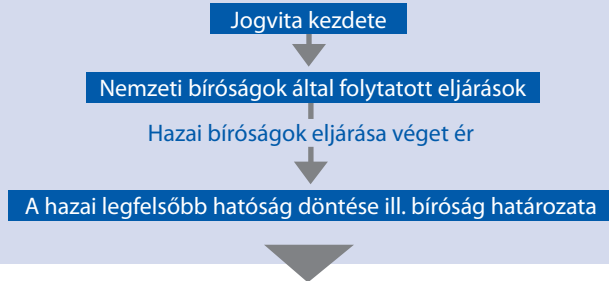 Jogvita kezdete
Nemzeti bíróságok által folytatott eljárások
Hazai bíróságok eljárása véget ér
A hazai legfelsőbb hatóság döntése ill. bíróság határozata